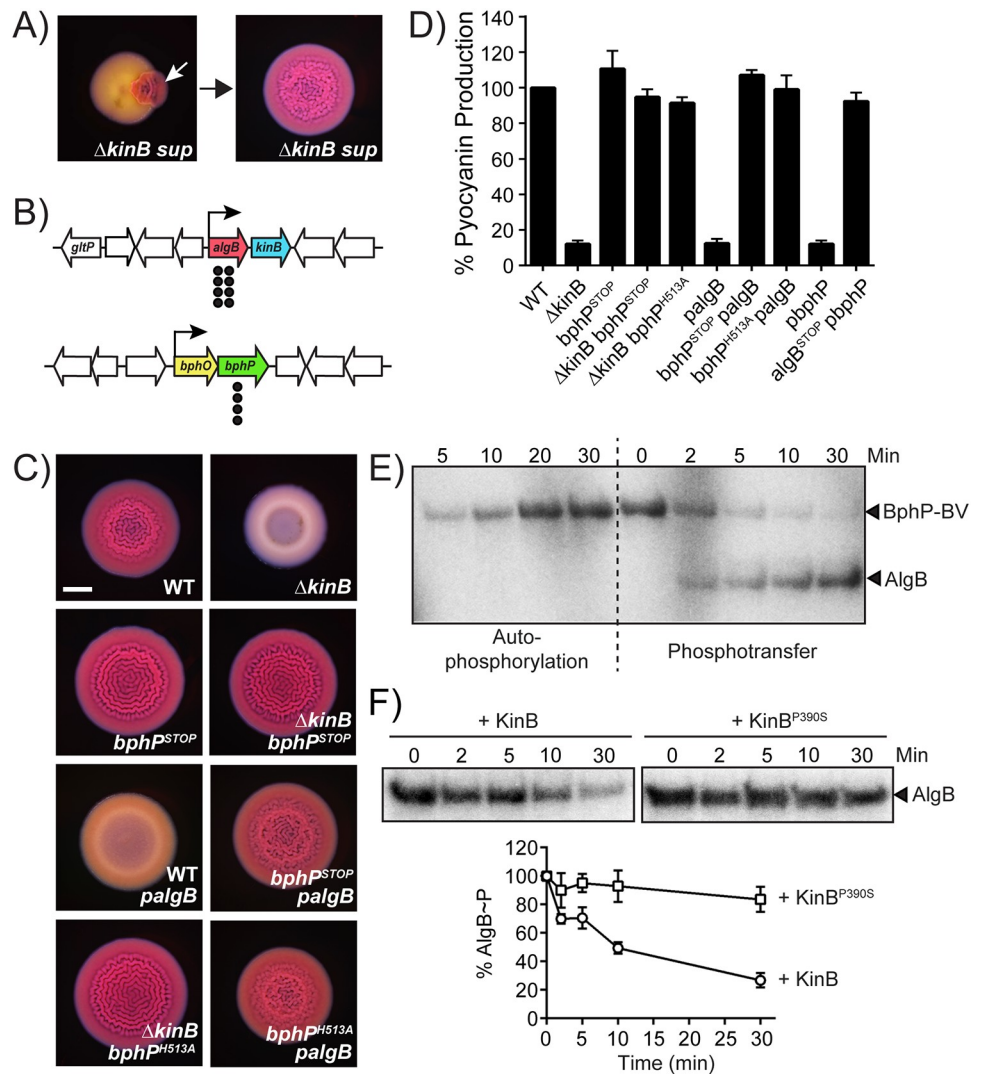 A)
ΔkinB sup
ΔkinB sup
B)
gltP
algB
kinB
bphO
bphP
C)
WT
ΔkinB
bphPSTOP
ΔkinB
bphPSTOP
WT
palgB
bphPSTOP
palgB
ΔkinB
bphPH513A
bphPH513A
palgB
D)
% Pyocyanin Production
140
120
100
80
60
40
20
0
WT
ΔkinB
bphPSTOP
ΔkinB bphPSTOP
ΔkinB bphPH513A
palgB
bphPSTOP palgB
bphPH513A palgB
pbphP
algBSTOP pbphP
E)
5 10 20 30 0 2 5 10 30 Min
BphP-BV
AlgB
Auto-
phosphorylation
Phosphotransfer
F)
+ KinB
+ KinBP390S
0 2 5 10 30 0 2 5 10 30 Min
AlgB
% AlgB~P
120
100
80
60
40
20
0
+ KinBP390S
+ KinB
0 5 10 15 20 25 30
Time (min)